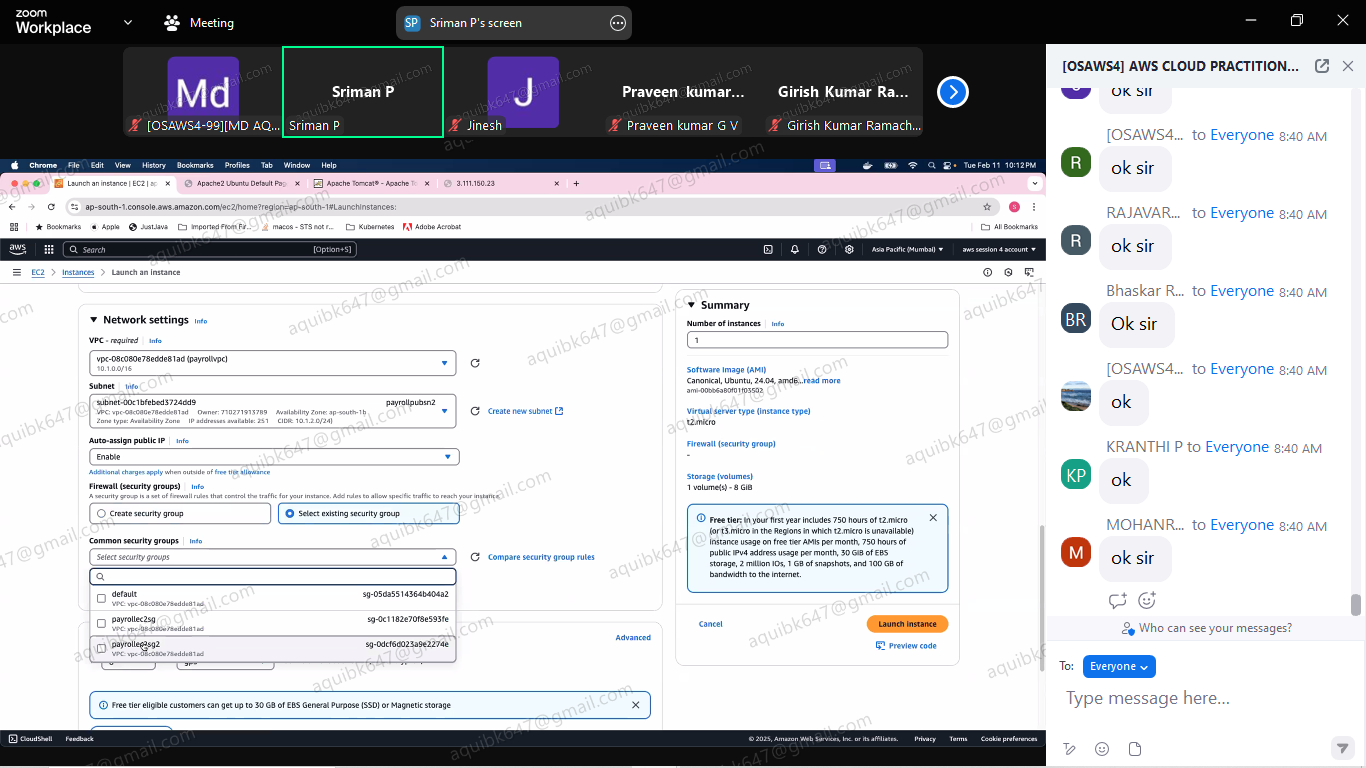 zoom
Workplace
Meeting
SP Sriman P's screen
Md
[OSAWS4-99][MD AQ...
Sriman P
Sriman P
J
Jinesh
Praveen kumar...
Praveen kumar G V
Girish Kumar Ra...
Girish Kumar Ramach...
Chrome File Edit View History Bookmarks Profiles Tab Window Help
Tue Feb 11 10:12 PM
Launch an instance | EC2 | ap
Apache2 Ubuntu Default Pag
Apache Tomcat® - Apache To
3.111.150.23
ap-south-1.console.aws.amazon.com/ec2/home?region=ap-south-1#LaunchInstances:
Bookmarks Apple JustJava Imported From Fir... macos - STS not r... Kubernetes Adobe Acrobat All Bookmarks
aws Search [Option+S] Asia Pacific (Mumbai) aws session 4 account
EC2 > Instances > Launch an instance
Network settings Info
VPC - required Info
vpc-08c080e78edde81ad (payrollvpc)
10.1.0.0/16
Subnet Info
subnet-00c1bfebed3724dd9 payrollpubsn2
VPC: vpc-08c080e78edde81ad Owner: 710271913789 Availability Zone: ap-south-1b
Zone type: Availability Zone IP addresses available: 251 CIDR: 10.1.2.0/24)
Create new subnet
Auto-assign public IP Info
Enable
Additional charges apply when outside of free tier allowance
Firewall (security groups) Info
A security group is a set of firewall rules that control the traffic for your instance. Add rules to allow specific traffic to reach your instance.
Create security group
Select existing security group
Common security groups Info
Select security groups
Compare security group rules
default sg-05da5514364b404a2
VPC: vpc-08c080e78edde81ad
payrollec2sg sg-0c1182e70f8e593fe
VPC: vpc-08c080e78edde81ad
payrollec2sg2 sg-0dcf6d023a9e22274e
VPC: vpc-08c080e78edde81ad
Advanced
Free tier eligible customers can get up to 30 GB of EBS General Purpose (SSD) or Magnetic storage
Summary
Number of instances Info
1
Software Image (AMI)
Canonical, Ubuntu, 24.04, amd6...read more
ami-00bb6a80f01f03502
Virtual server type (instance type)
t2.micro
Firewall (security group)
-
Storage (volumes)
1 volume(s) - 8 GiB
Free tier: In your first year includes 750 hours of t2.micro
(or t3.micro in the Regions in which t2.micro is unavailable)
instance usage on free tier AMIs per month, 750 hours of
public IPv4 address usage per month, 30 GiB of EBS
storage, 2 million IOs, 1 GB of snapshots, and 100 GB of
bandwidth to the internet.
Cancel
Launch instance
Preview code
CloudShell Feedback © 2025, Amazon Web Services, Inc. or its affiliates. Privacy Terms Cookie preferences
aquibk647@gmail.com
[OSAWS4] AWS CLOUD PRACTITION...
ok sir
[OSAWS4... to Everyone 8:40 AM
R
ok sir
RAJAVAR... to Everyone 8:40 AM
R
ok sir
Bhaskar R... to Everyone 8:40 AM
BR
Ok sir
[OSAWS4... to Everyone 8:40 AM
ok
KRANTHI P to Everyone 8:40 AM
KP
ok
MOHANR... to Everyone 8:40 AM
M
ok sir
Who can see your messages?
To: Everyone
Type message here...